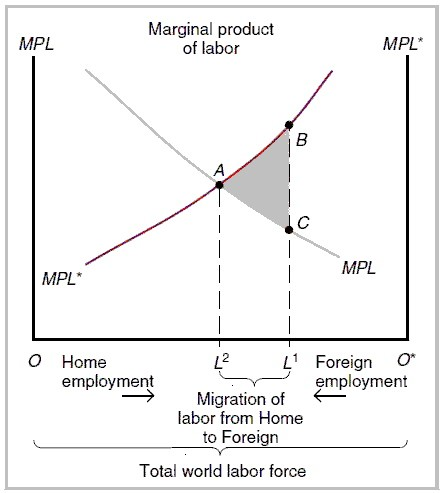 Marginal product
of labor
MPL
MPL*
B
A
C
MPL
MPL*
O
Home
employment
L²
L¹
Foreign
employment
O*
Migration of
labor from Home
to Foreign
Total world labor force